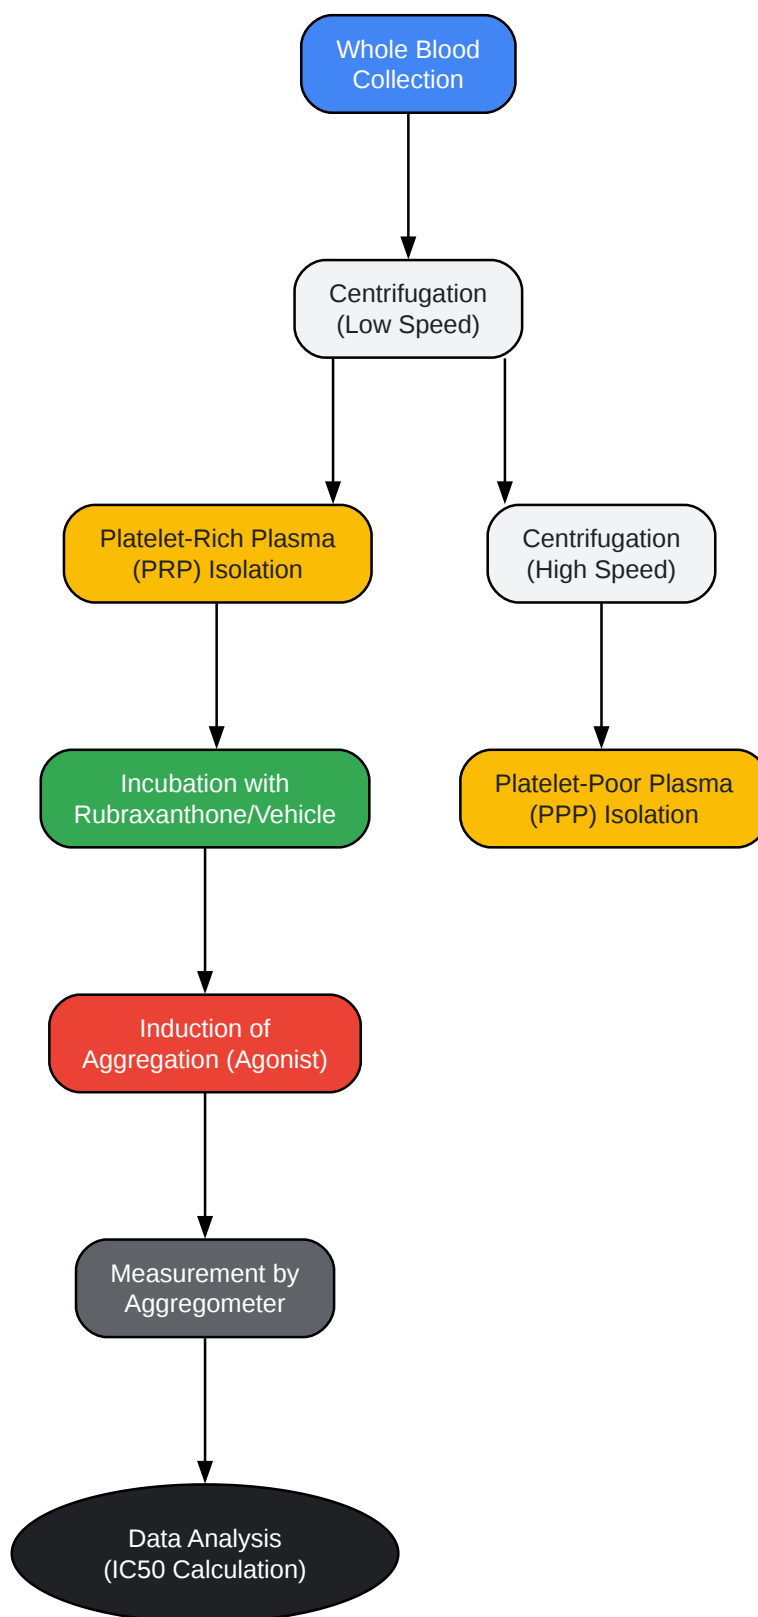 Whole Blood
Collection
Centrifugation
(Low Speed)
Platelet-Rich Plasma
(PRP) Isolation
Centrifugation
(High Speed)
Incubation with
Rubraxanthone/Vehicle
Platelet-Poor Plasma
(PPP) Isolation
Induction of
Aggregation (Agonist)
Measurement by
Aggregometer
Data Analysis
(IC50 Calculation)